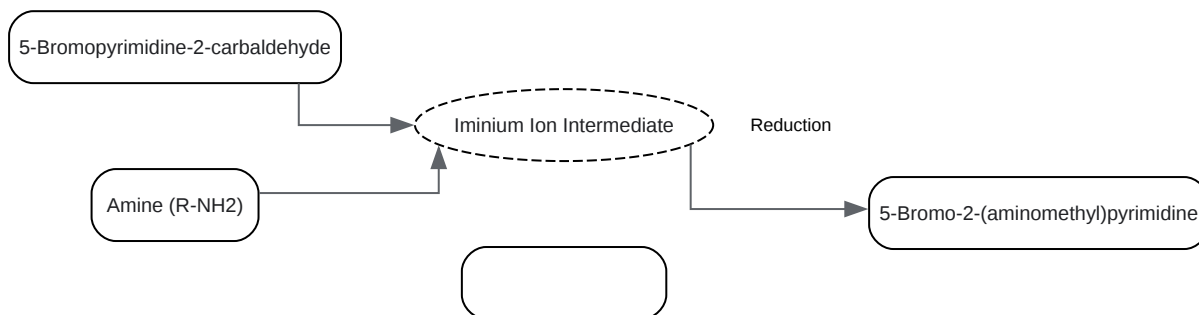 5-Bromopyrimidine-2-carbaldehyde
Iminium Ion Intermediate
Reduction
Amine (R-NH2)
5-Bromo-2-(aminomethyl)pyrimidine